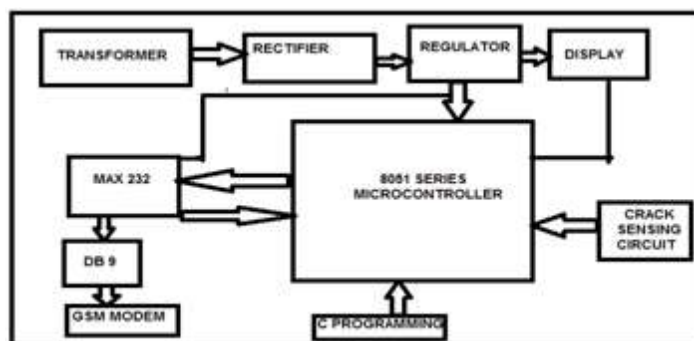 TRANSFORMER
RECTIFIER
REGULATOR
DISPLAY
MAX 232
8051 SERIES
MICROCONTROLLER
CRACK
SENSING
CIRCUIT
DB 9
GSM MODEM
C PROGRAMMING